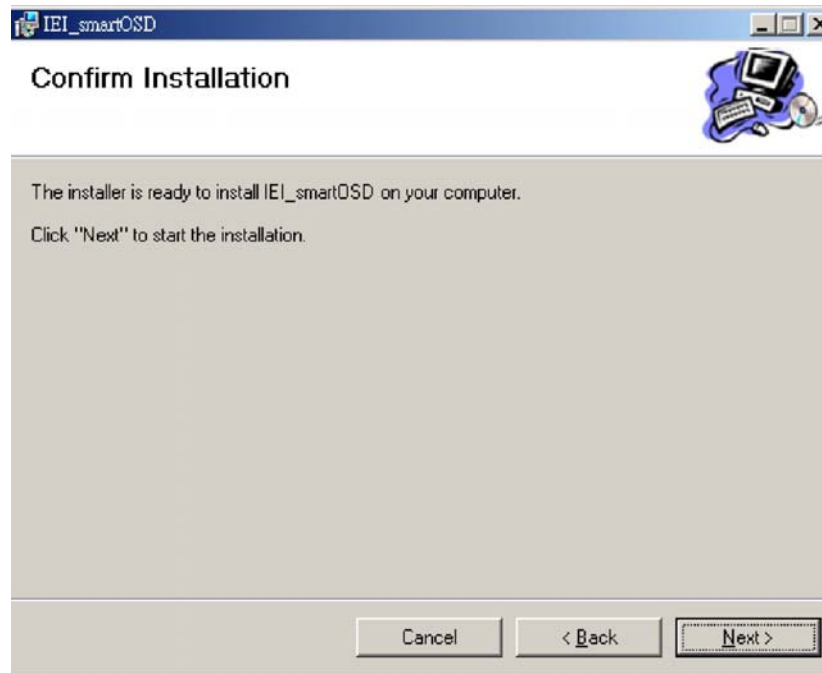 IEI_smartOSD
Confirm Installation
The installer is ready to install IEI_smartOSD on your computer.
Click "Next" to start the installation.
Cancel
< Back
Next >